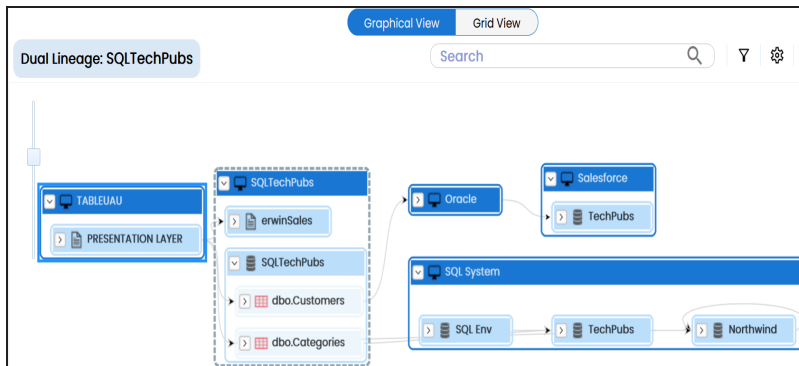 Graphical View
Grid View
Dual Lineage: SQLTechPubs
Search
TABLEUAU
PRESENTATION LAYER
SQLTechPubs
erwinSales
SQLTechPubs
dbo.Customers
dbo.Categories
Oracle
Salesforce
TechPubs
SQL System
SQL Env
TechPubs
Northwind